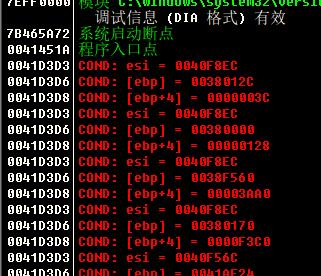 7EFF0000 模块 C:\Windows\system32\Versio
调试信息 (DIA 格式) 有效
7B465A72 系统启动断点
0041451A 程序入口点
0041D3D3 COND: esi = 0040F8EC
0041D3D6 COND: [ebp] = 0038012C
0041D3D8 COND: [ebp+4] = 0000003C
0041D3D3 COND: esi = 0040F8EC
0041D3D6 COND: [ebp] = 00380000
0041D3D8 COND: [ebp+4] = 00000128
0041D3D3 COND: esi = 0040F8EC
0041D3D6 COND: [ebp] = 0038F560
0041D3D8 COND: [ebp+4] = 00003AA0
0041D3D3 COND: esi = 0040F8EC
0041D3D6 COND: [ebp] = 00380170
0041D3D8 COND: [ebp+4] = 0000F3C0
0041D3D3 COND: esi = 0040F56C
0041D3D6 COND: [ebp] = 0041AF24